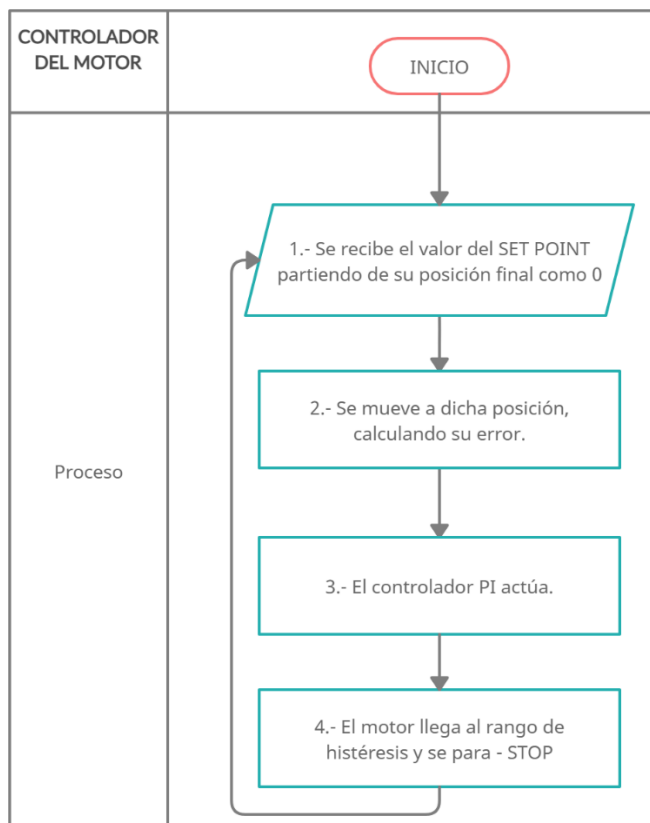 CONTROLADOR
DEL MOTOR
INICIO
Proceso
1.- Se recibe el valor del SET POINT
partiendo de su posición final como 0
2.- Se mueve a dicha posición,
calculando su error.
3.- El controlador PI actúa.
4.- El motor llega al rango de
histéresis y se para - STOP